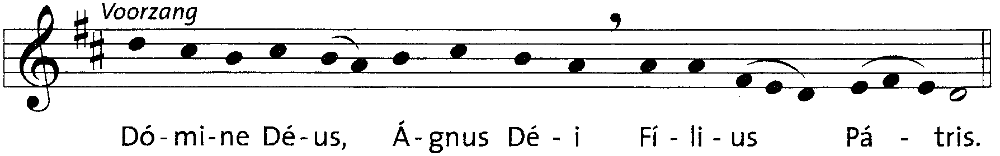 Voorzang
Dó-mi-ne Dé-us, Á-gnus Dé-i Fí-li-us Pá-tris.